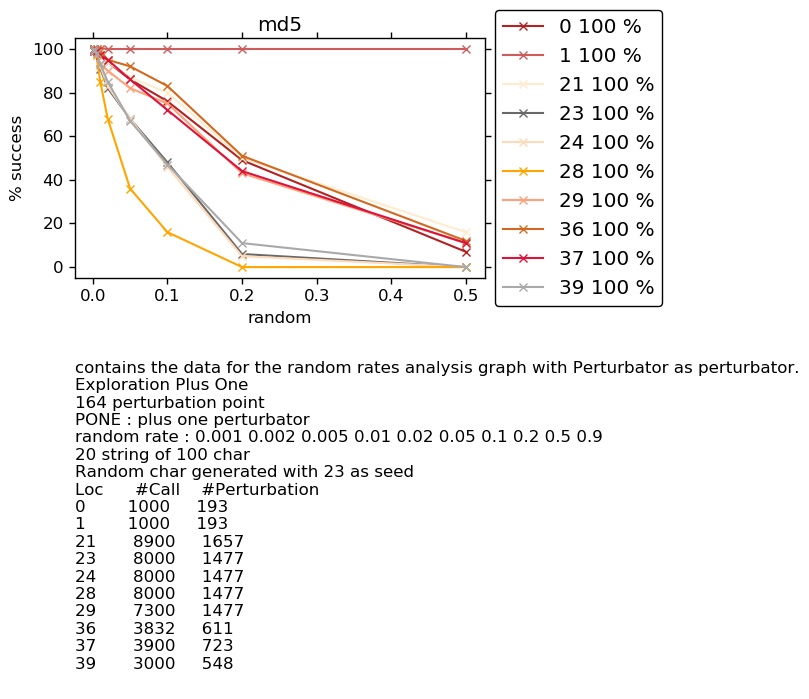 md5
100
80
60
40
20
0
% success
0.0 0.1 0.2 0.3 0.4 0.5
random
0 100 %
1 100 %
21 100 %
23 100 %
24 100 %
28 100 %
29 100 %
36 100 %
37 100 %
39 100 %
contains the data for the random rates analysis graph with Perturbator as perturbator.
Exploration Plus One
164 perturbation point
PONE : plus one perturbator
random rate : 0.001 0.002 0.005 0.01 0.02 0.05 0.1 0.2 0.5 0.9
20 string of 100 char
Random char generated with 23 as seed
Loc #Call #Perturbation
0 1000 193
1 1000 193
21 8900 1657
23 8000 1477
24 8000 1477
28 8000 1477
29 7300 1477
36 3832 611
37 3900 723
39 3000 548